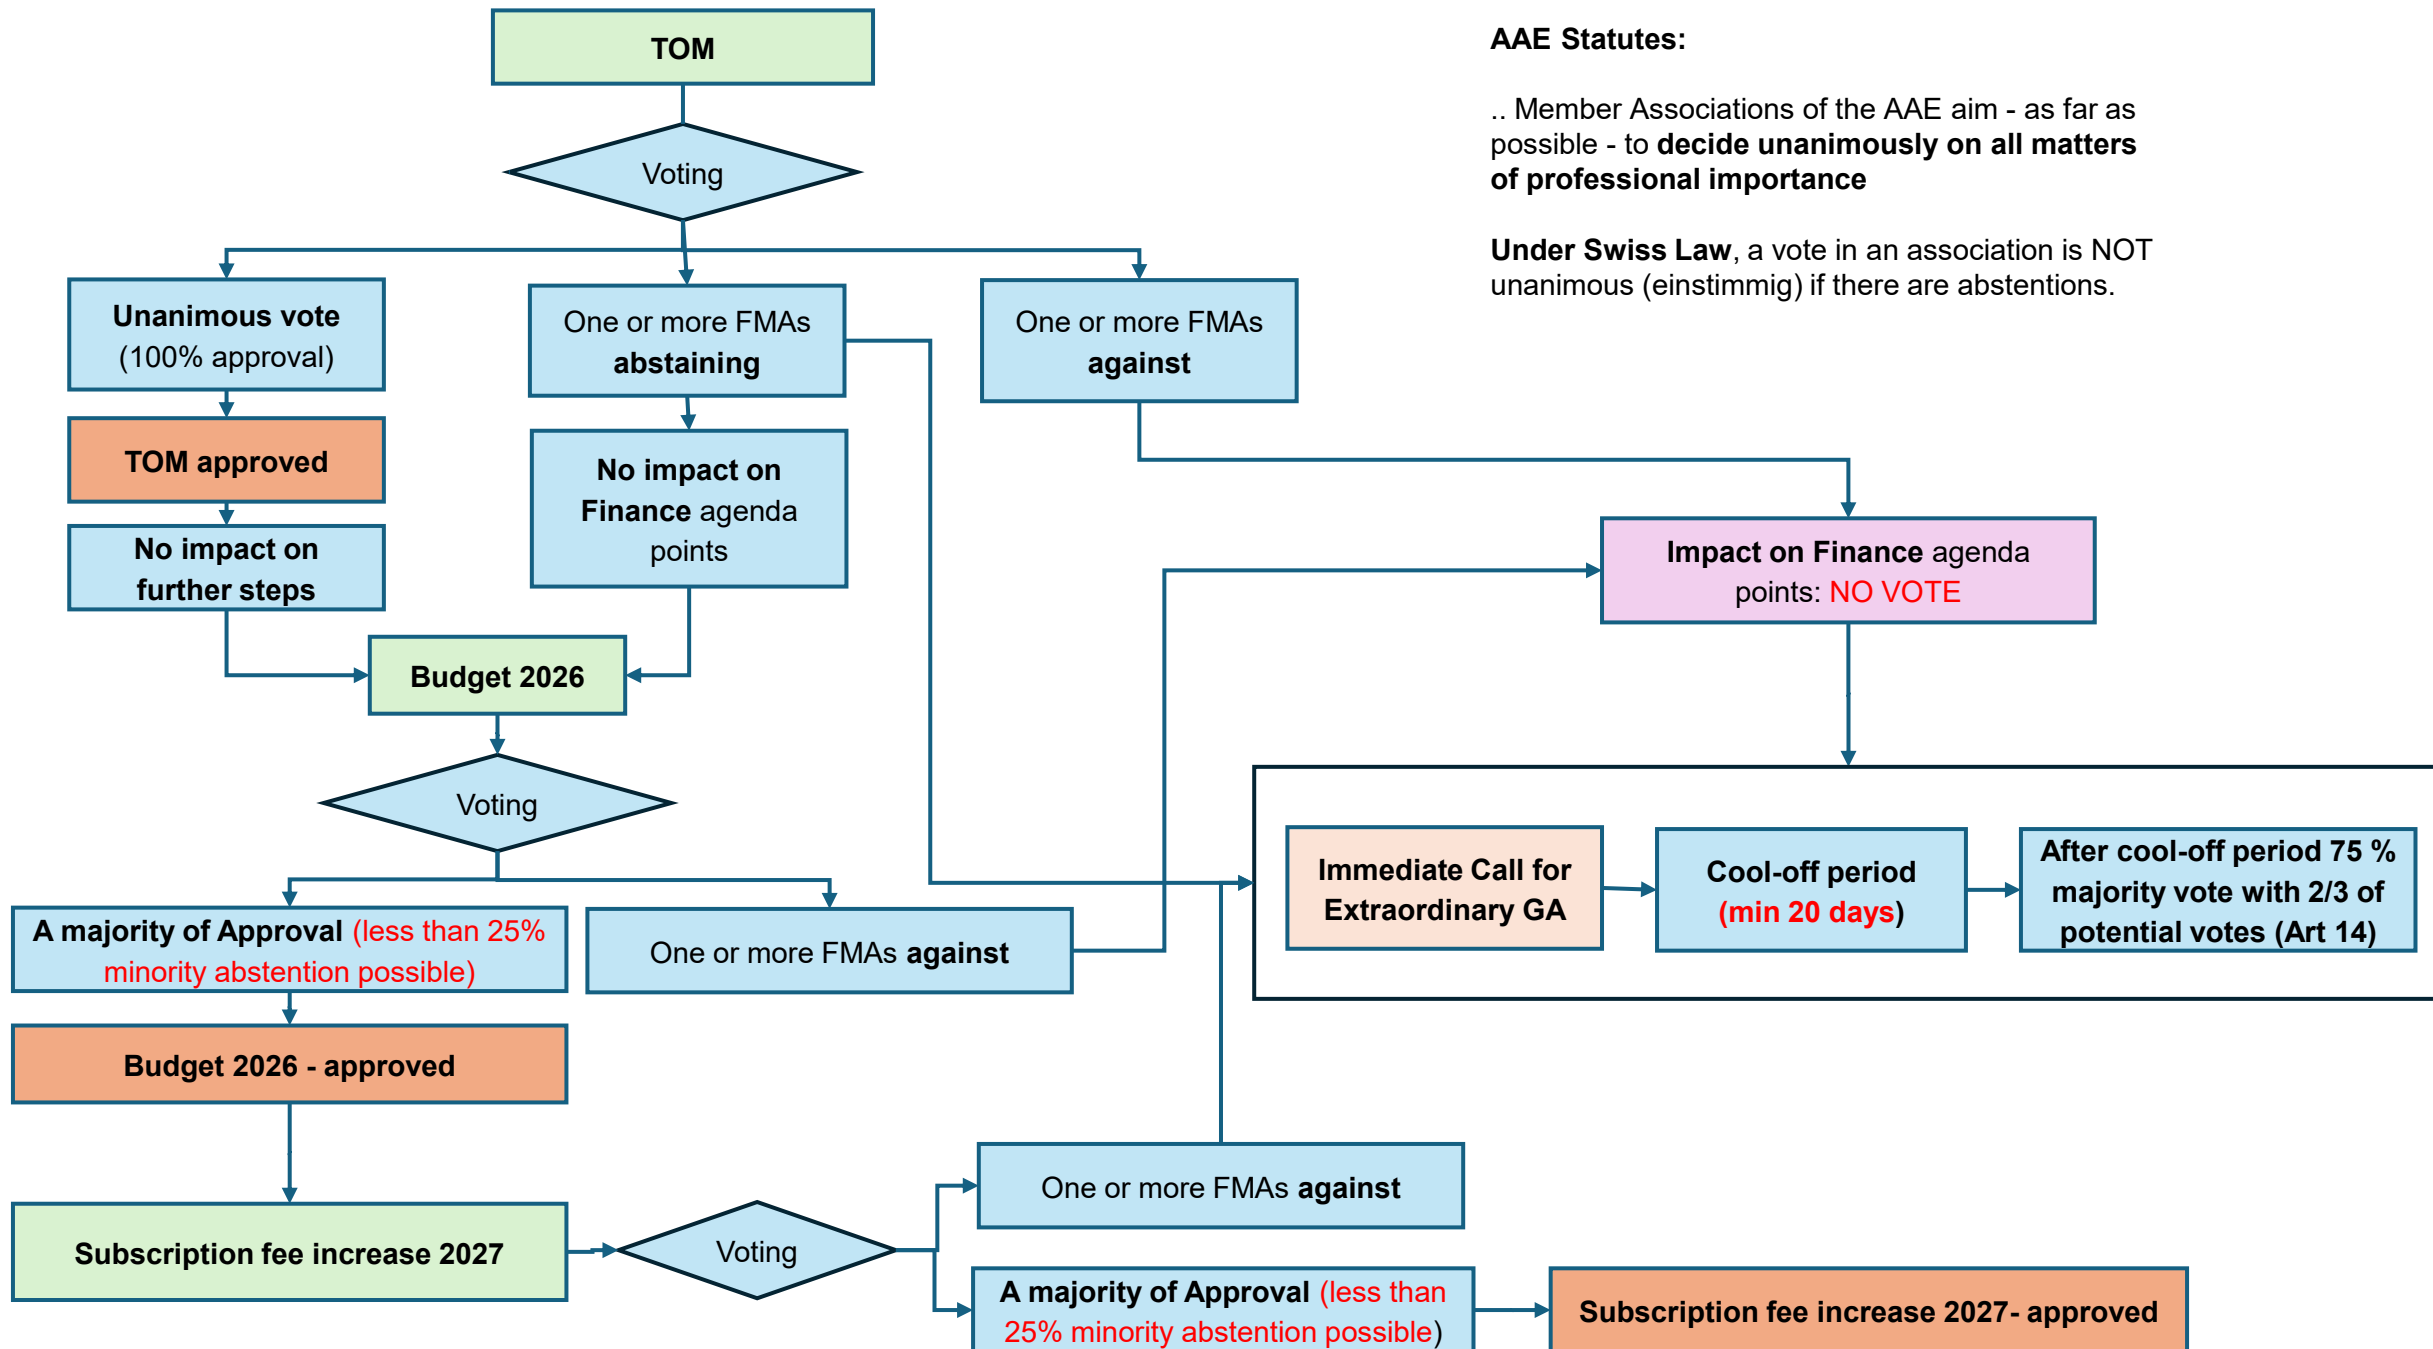 TOM
AAE Statutes:
.. Member Associations of the AAE aim - as far as
possible - to decide unanimously on all matters
of professional importance
Under Swiss Law, a vote in an association is NOT
unanimous (einstimmig) if there are abstentions.
Voting
Unanimous vote
(100% approval)
One or more FMAs
abstaining
One or more FMAs
against
TOM approved
No impact on
Finance agenda
points
No impact on
further steps
Impact on Finance agenda
points: NO VOTE
Budget 2026
Voting
Immediate Call for
Extraordinary GA
Cool-off period
(min 20 days)
After cool-off period 75 %
majority vote with 2/3 of
potential votes (Art 14)
A majority of Approval (less than 25%
minority abstention possible)
One or more FMAs against
Budget 2026 - approved
One or more FMAs against
Subscription fee increase 2027
Voting
A majority of Approval (less than
25% minority abstention possible)
Subscription fee increase 2027- approved